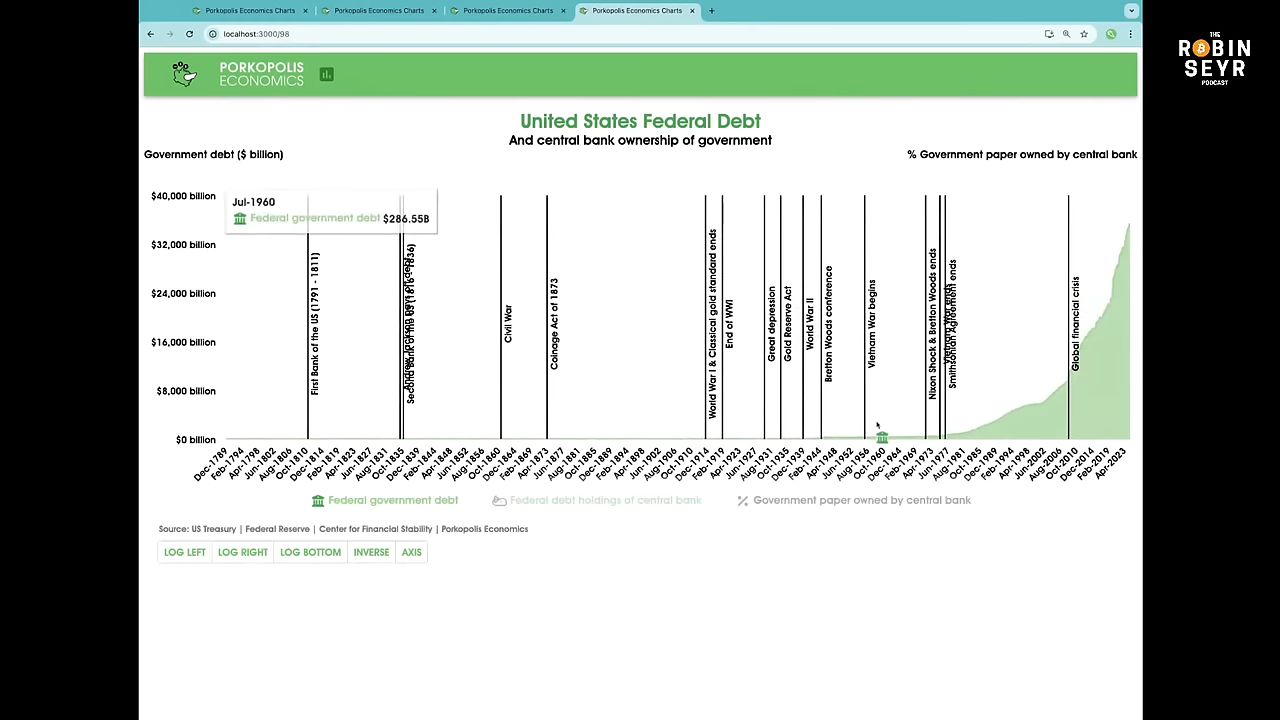 Porkopolis Economics Charts
Porkopolis Economics Charts
Porkopolis Economics Charts
Porkopolis Economics Charts
localhost:3000/98
THE
ROBIN
SEYR
PODCAST
PORKOPOLIS
ECONOMICS
United States Federal Debt
And central bank ownership of government
Government debt ($ billion)
% Government paper owned by central bank
Jul-1960
Federal government debt $286.55B
$40,000 billion
$32,000 billion
$24,000 billion
$16,000 billion
$8,000 billion
$0 billion
First Bank of the US (1791 - 1811)
Second Bank of the US (1816 - 1836)
Civil War
Coinage Act of 1873
World War I & Classical gold standard ends
End of WWI
Great depression
Gold Reserve Act
World War II
Bretton Woods conference
Vietnam War begins
Nixon Shock & Bretton Woods ends
Vietnam War ends
Smithsonian Agreement ends
Global financial crisis
Dec-1789
Feb-1794
Apr-1798
Jun-1802
Aug-1806
Oct-1810
Dec-1814
Feb-1819
Apr-1823
Jun-1827
Aug-1831
Oct-1835
Dec-1839
Feb-1844
Apr-1848
Jun-1852
Aug-1856
Oct-1860
Dec-1864
Feb-1869
Apr-1873
Jun-1877
Aug-1881
Oct-1885
Dec-1889
Feb-1894
Apr-1898
Jun-1902
Aug-1906
Oct-1910
Dec-1914
Feb-1919
Apr-1923
Jun-1927
Aug-1931
Oct-1935
Dec-1939
Feb-1944
Apr-1948
Jun-1952
Aug-1956
Oct-1960
Dec-1964
Feb-1969
Apr-1973
Jun-1977
Aug-1981
Oct-1985
Dec-1989
Feb-1994
Apr-1998
Jun-2002
Aug-2006
Oct-2010
Dec-2014
Feb-2019
Apr-2023
Federal government debt
Federal debt holdings of central bank
Government paper owned by central bank
Source: US Treasury | Federal Reserve | Center for Financial Stability | Porkopolis Economics
LOG LEFT
LOG RIGHT
LOG BOTTOM
INVERSE
AXIS